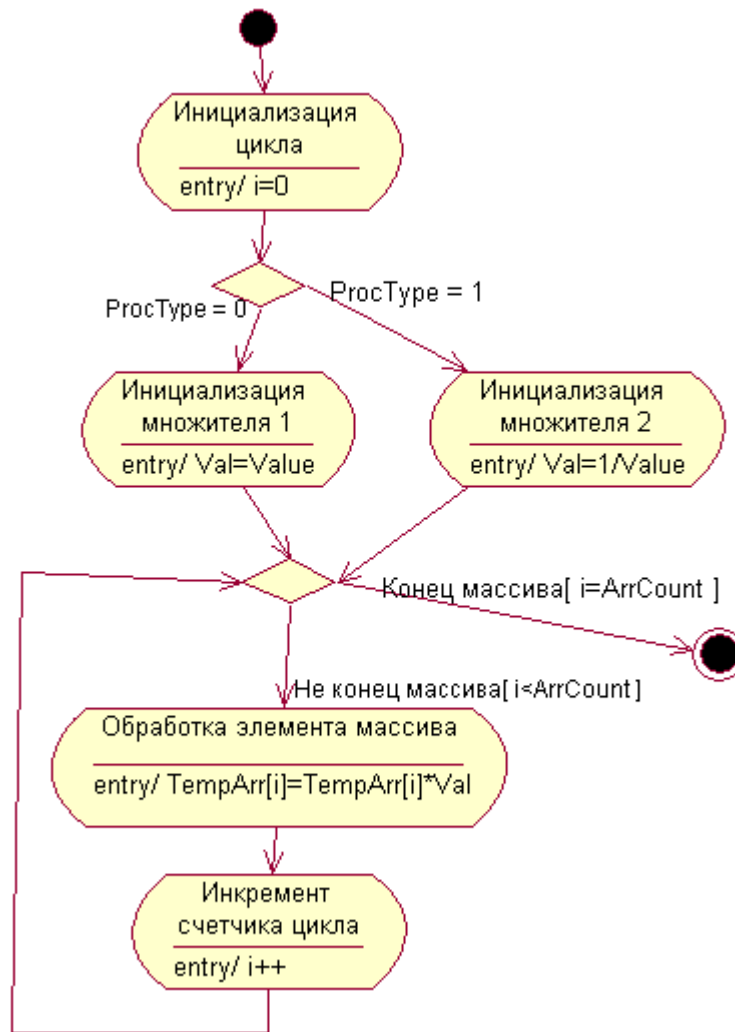 Инициализация
цикла
entry/ i=0
ProcType = 0
ProcType = 1
Инициализация
множителя 1
entry/ Val=Value
Инициализация
множителя 2
entry/ Val=1/Value
Конец массива[ i=ArrCount ]
Не конец массива[ i<ArrCount ]
Обработка элемента массива
entry/ TempArr[i]=TempArr[i]*Val
Инкремент
счетчика цикла
entry/ i++